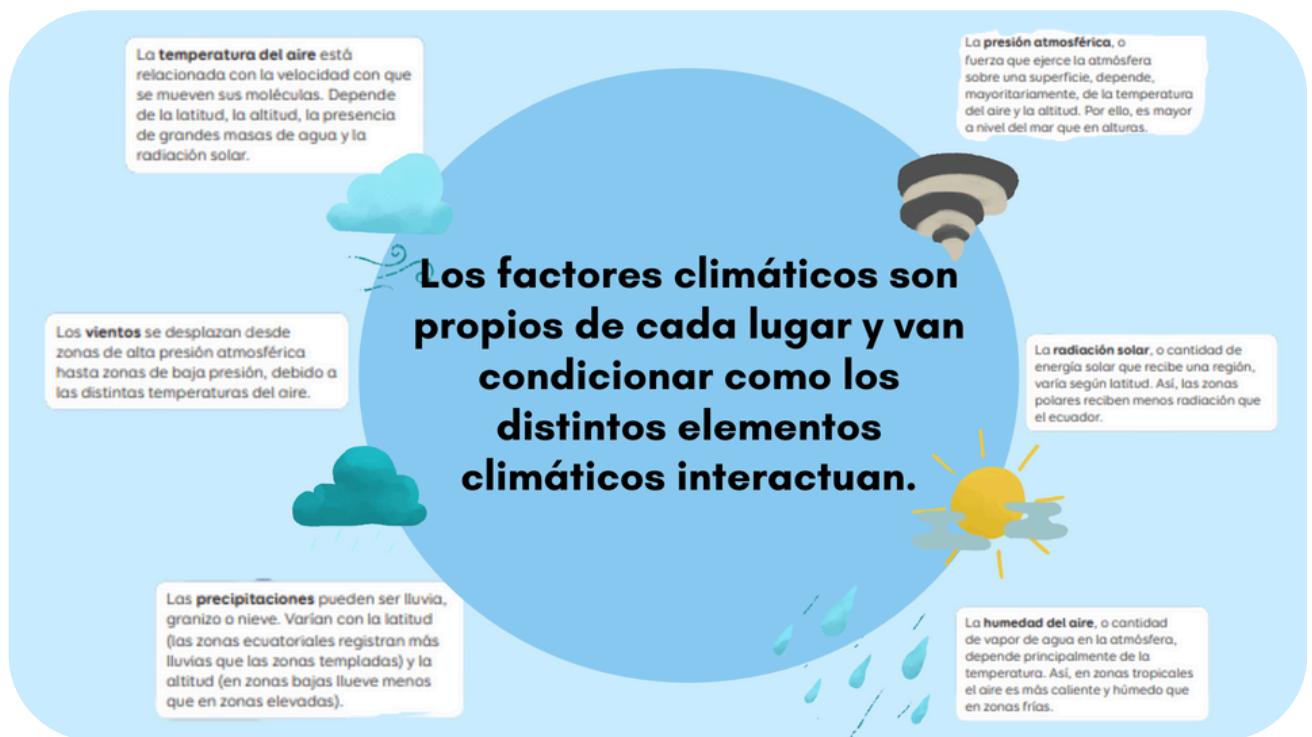 La temperatura del aire está
relacionada con la velocidad con que
se mueven sus moléculas. Depende
de la latitud, la altitud, la presencia
de grandes masas de agua y la
radiación solar.
La presión atmosférica, o
fuerza que ejerce la atmósfera
sobre una superficie, depende,
mayoritariamente, de la temperatura
del aire y la altitud. Por ello, es mayor
a nivel del mar que en alturas.
Los factores climáticos son
propios de cada lugar y van
condicionar como los
distintos elementos
climáticos interactuan.
Los vientos se desplazan desde
zonas de alta presión atmosférica
hasta zonas de baja presión, debido a
las distintas temperaturas del aire.
La radiación solar, o cantidad de
energía solar que recibe una región,
varía según latitud. Así, las zonas
polares reciben menos radiación que
el ecuador.
Las precipitaciones pueden ser lluvia,
granizo o nieve. Varían con la latitud
(las zonas ecuatoriales registran más
lluvias que las zonas templadas) y la
altitud (en zonas bajas llueve menos
que en zonas elevadas).
La humedad del aire, o cantidad
de vapor de agua en la atmósfera,
depende principalmente de la
temperatura. Así, en zonas tropicales
el aire es más caliente y húmedo que
en zonas frías.